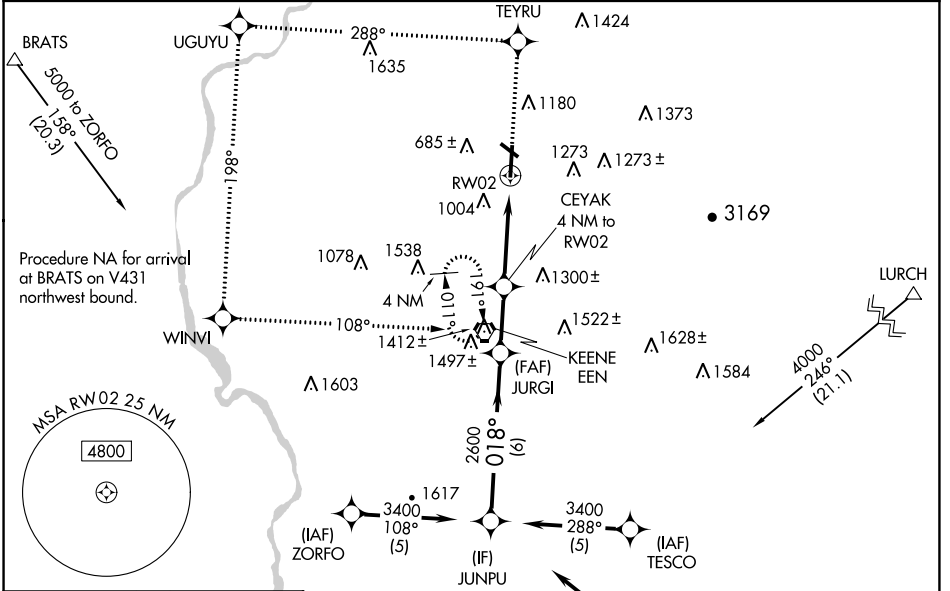 TEYRU
1424
UGUYU
288°
1635
BRATS
5000 to ZORFO
158°
(20.3)
1180
1373
685 ±
1273
1273 ±
RW02
198°
1004
CEYAK
4 NM to
RW02
3169
Procedure NA for arrival
at BRATS on V431
northwest bound.
1078
1538
4 NM
011°
191°
1300 ±
LURCH
WINVI
108°
1412 ±
1497 ±
1522 ±
1628 ±
KEENE
EEN
(FAF)
JURGI
1584
4000
246°
(21.1)
1603
MSA RW02 25 NM
4800
2600
018°
(6)
1617
3400
108°
(5)
3400
288°
(5)
(IAF)
ZORFO
(IF)
JUNPU
(IAF)
TESCO